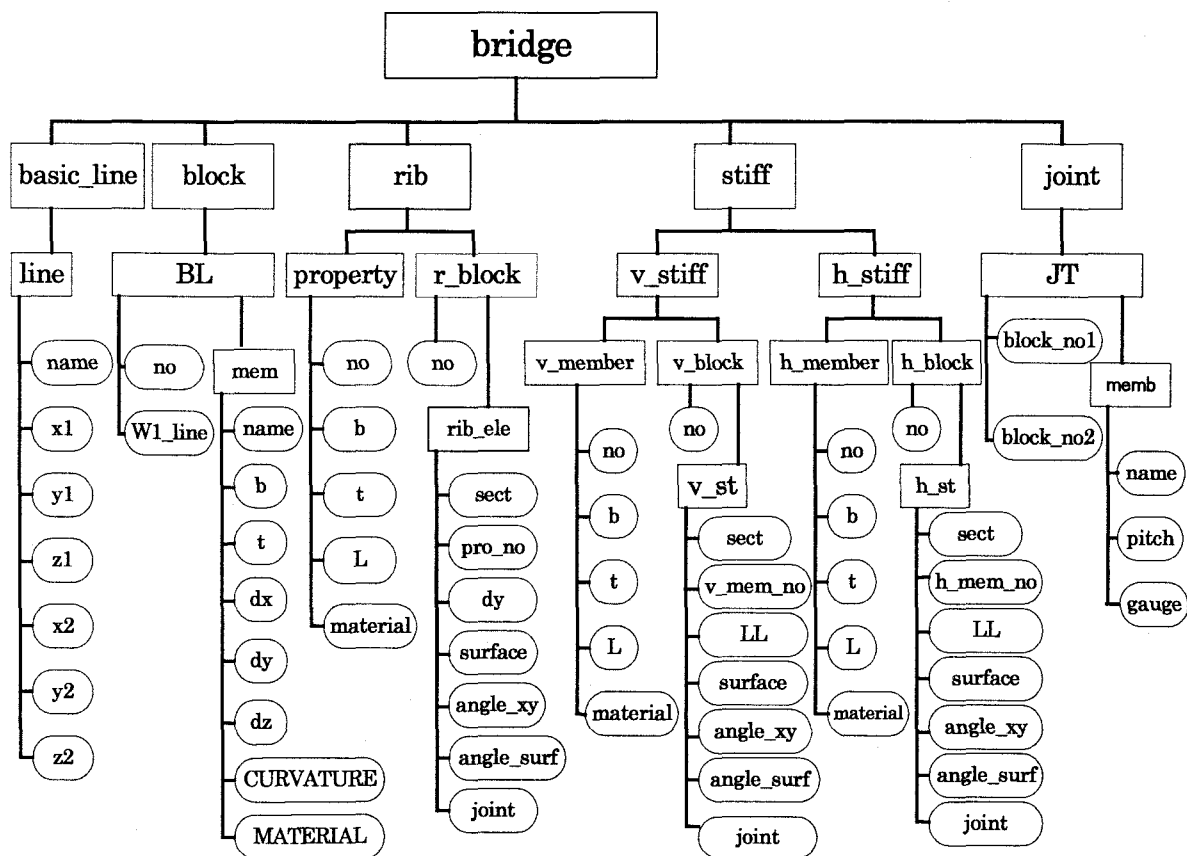 bridge
basic_line
block
rib
stiff
joint
line
BL
property
r_block
v_stiff
h_stiff
JT
name
x1
y1
z1
x2
y2
z2
no
W1_line
mem
name
b
t
dx
dy
dz
CURVATURE
MATERIAL
no
b
t
L
material
no
rib_ele
sect
pro_no
dy
surface
angle_xy
angle_surf
joint
v_member
v_block
no
b
t
L
material
no
v_st
sect
v_mem_no
LL
surface
angle_xy
angle_surf
joint
h_member
h_block
no
b
t
L
material
no
h_st
sect
h_mem_no
LL
surface
angle_xy
angle_surf
joint
block_no1
block_no2
memb
name
pitch
gauge